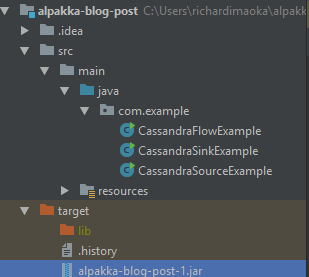 alpakka-blog-post C:\Users\richardimaoka\alpakk
.idea
src
main
java
com.example
CassandraFlowExample
CassandraSinkExample
CassandraSourceExample
resources
target
lib
.history
alpakka-blog-post-1.jar